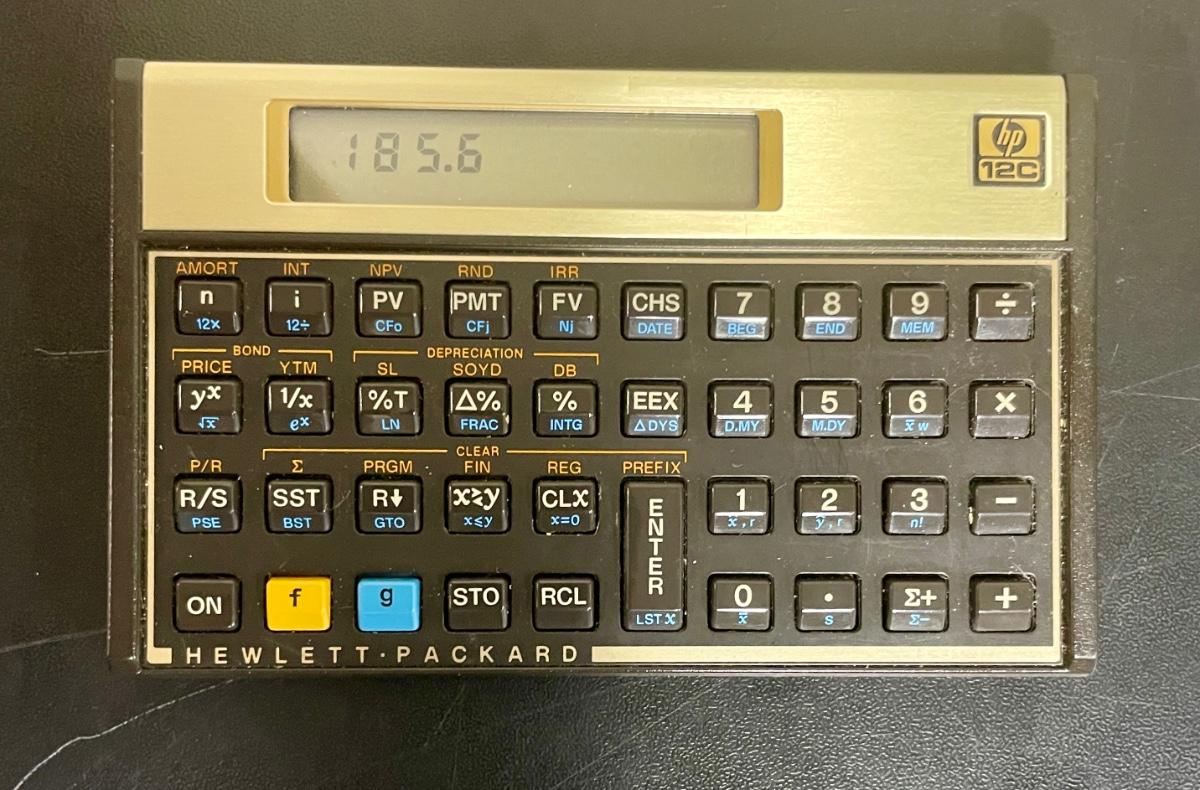 185.6
hp
12C
AMORT INT NPV RND IRR
n i PV PMT FV CHS 7 8 9 ÷
12× 12÷ CFo CFj Nj DATE BEG END MEM
BOND DEPRECIATION
PRICE YTM SL SOYD DB
yˣ 1/x %T Δ% % EEX 4 5 6 ×
√x eˣ LN FRAC INTG ΔDYS D.MY M.DY x̄w
CLEAR
P/R Σ PRGM FIN REG PREFIX
R/S SST R↓ x≷y CLx ENTER 1 2 3 −
PSE BST GTO x≤y x=0 x̂,r ŷ,r n!
ON f g STO RCL 0 • Σ+ +
LSTx x̄ s Σ−
HEWLETT·PACKARD